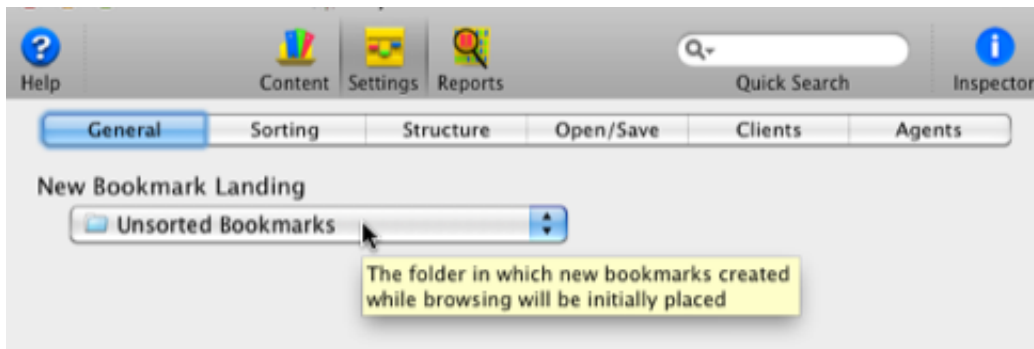 Help
Content
Settings
Reports
Quick Search
Inspector
General
Sorting
Structure
Open/Save
Clients
Agents
New Bookmark Landing
Unsorted Bookmarks
The folder in which new bookmarks created
while browsing will be initially placed